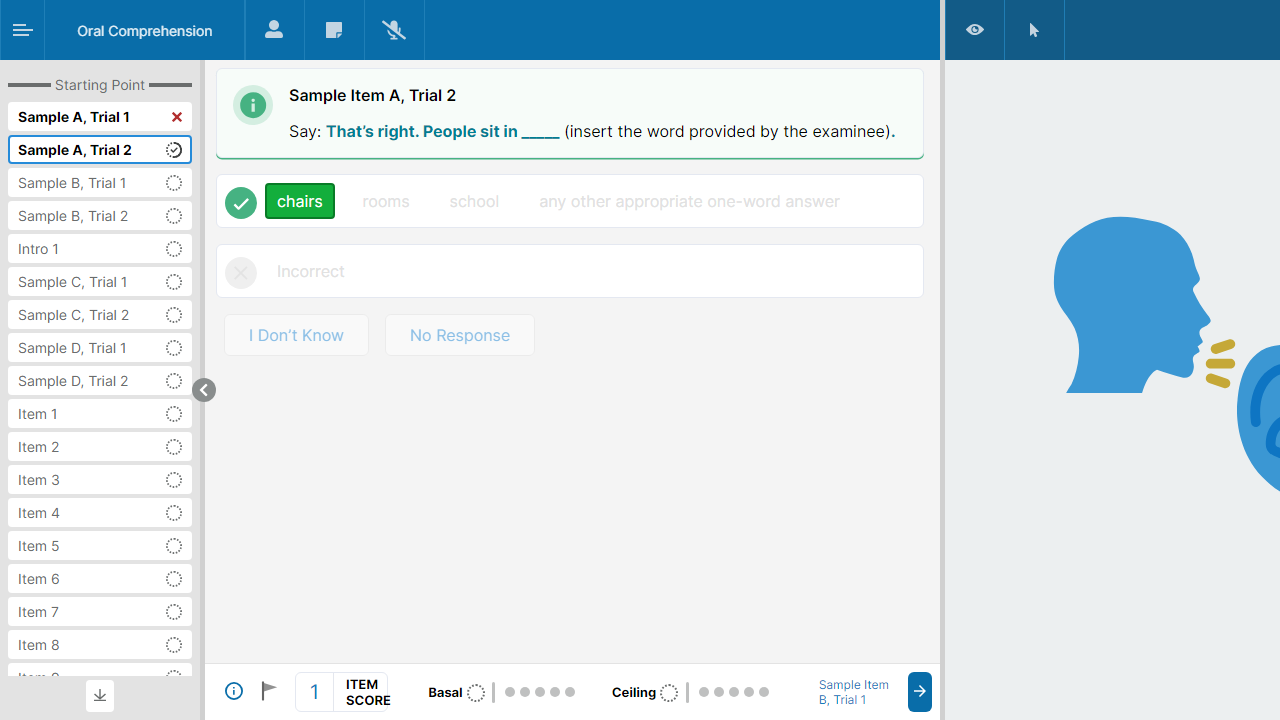 Oral Comprehension
Starting Point
Sample A, Trial 1
Sample A, Trial 2
Sample B, Trial 1
Sample B, Trial 2
Intro 1
Sample C, Trial 1
Sample C, Trial 2
Sample D, Trial 1
Sample D, Trial 2
Item 1
Item 2
Item 3
Item 4
Item 5
Item 6
Item 7
Item 8
Sample Item A, Trial 2
Say: That's right. People sit in _____ (insert the word provided by the examinee).
chairs rooms school any other appropriate one-word answer
Incorrect
I Don't Know No Response
1 ITEM SCORE
Basal
Ceiling
Sample Item
B, Trial 1